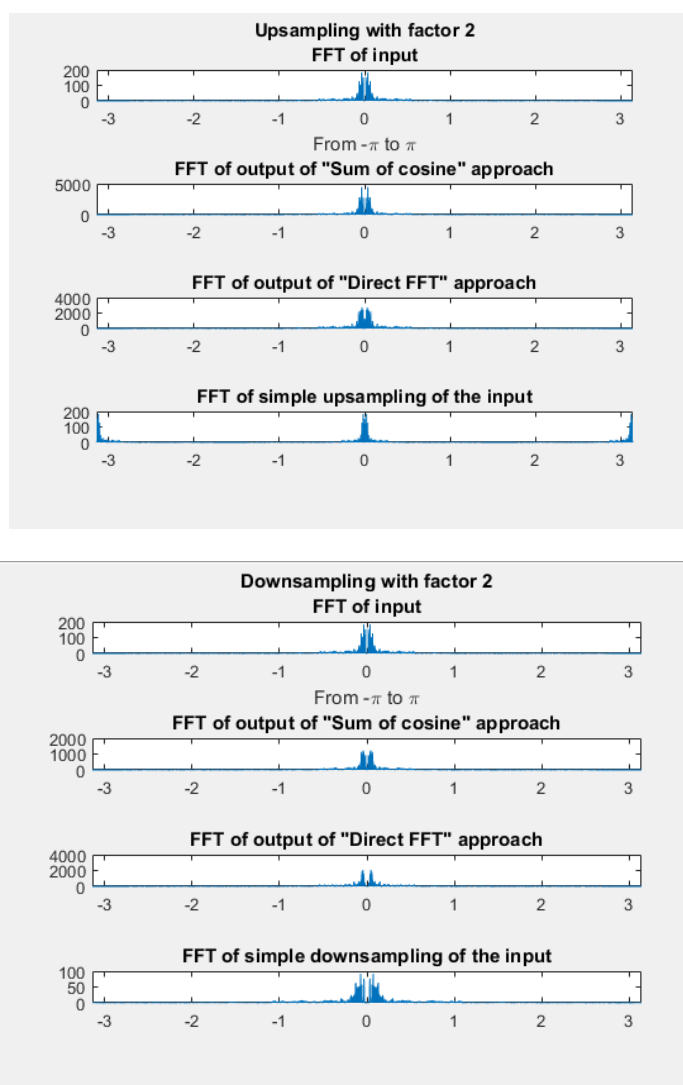 Upsampling with factor 2
FFT of input
200
100
0
-3 -2 -1 0 1 2 3
From -π to π
FFT of output of "Sum of cosine" approach
5000
0
-3 -2 -1 0 1 2 3
FFT of output of "Direct FFT" approach
4000
2000
0
-3 -2 -1 0 1 2 3
FFT of simple upsampling of the input
200
100
0
-3 -2 -1 0 1 2 3
Downsampling with factor 2
FFT of input
200
100
0
-3 -2 -1 0 1 2 3
From -π to π
FFT of output of "Sum of cosine" approach
2000
1000
0
-3 -2 -1 0 1 2 3
FFT of output of "Direct FFT" approach
4000
2000
0
-3 -2 -1 0 1 2 3
FFT of simple downsampling of the input
100
50
0
-3 -2 -1 0 1 2 3